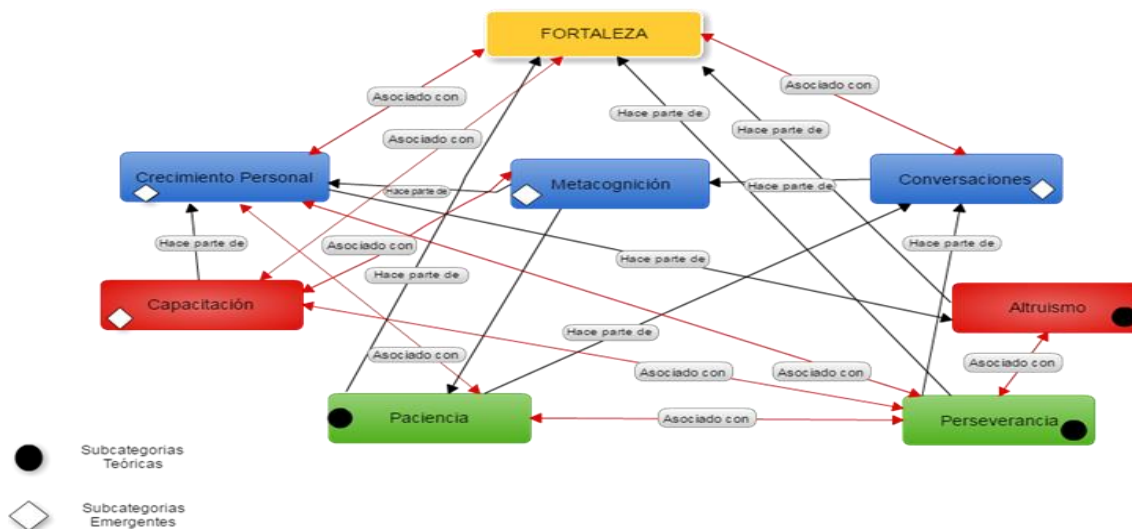 FORTALEZA
Asociado con
Asociado con
Asociado con
Hace parte de
Hace parte de
Crecimiento Personal
Metacognición
Conversaciones
Hace parte de
Hace parte de
Hace parte de
Asociado con
Hace parte de
Hace parte de
Hace parte de
Capacitación
Altruismo
Hace parte de
Asociado con
Asociado con
Asociado con
Asociado con
Paciencia
Asociado con
Perseverancia
Subcategorias
Teóricas
Subcategorias
Emergentes